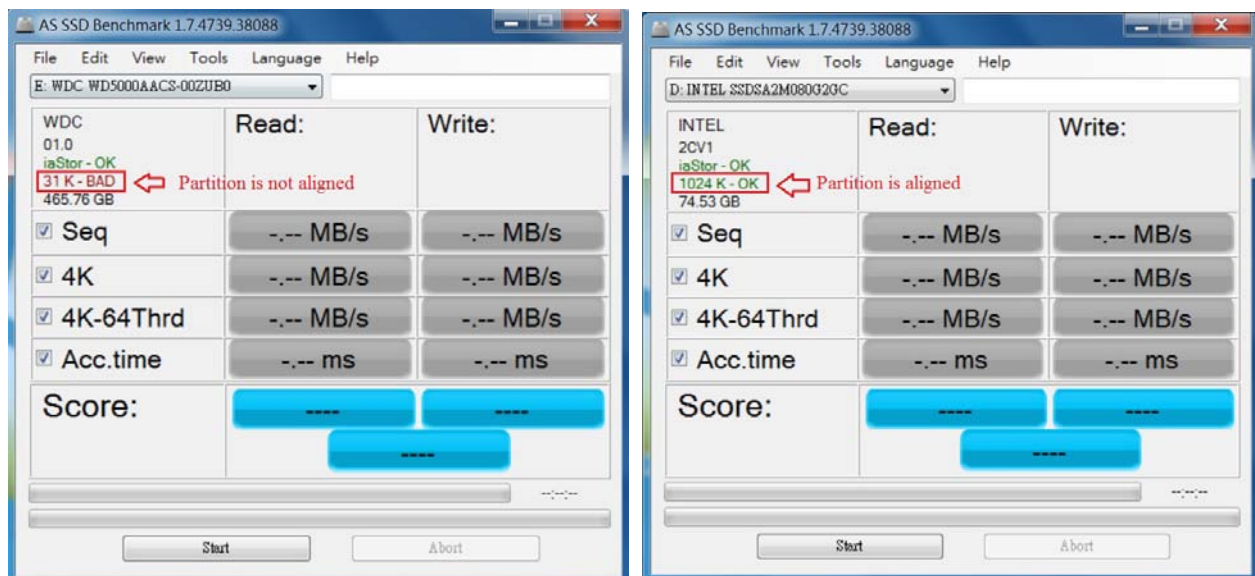 AS SSD Benchmark 1.7.4739.38088
File Edit View Tools Language Help
E: WDC WD5000AACS-00ZUB0
WDC
01.0
iaStor - OK
31 K - BAD
Partition is not aligned
465.76 GB
Read:
Write:
Seq
-.-- MB/s
-.-- MB/s
4K
-.-- MB/s
-.-- MB/s
4K-64Thrd
-.-- MB/s
-.-- MB/s
Acc.time
-.-- ms
-.-- ms
Score:
----
----
----
--:--:--
Start
Abort
AS SSD Benchmark 1.7.4739.38088
File Edit View Tools Language Help
D: INTEL SSDSA2M080G2GC
INTEL
2CV1
iaStor - OK
1024 K - OK
Partition is aligned
74.53 GB
Read:
Write:
Seq
-.-- MB/s
-.-- MB/s
4K
-.-- MB/s
-.-- MB/s
4K-64Thrd
-.-- MB/s
-.-- MB/s
Acc.time
-.-- ms
-.-- ms
Score:
----
----
----
--:--:--
Start
Abort